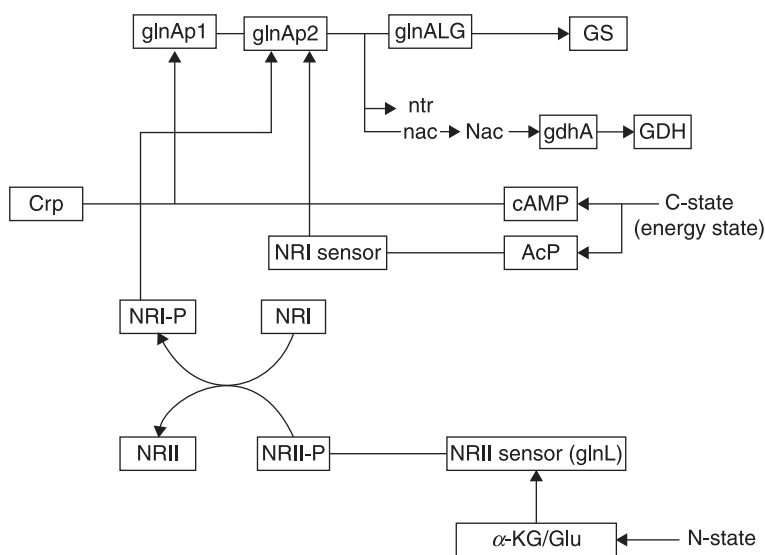 glnAp1
glnAp2
glnALG
GS
ntr
nac
Nac
gdhA
GDH
Crp
cAMP
C-state
(energy state)
NRI sensor
AcP
NRI-P
NRI
NRII
NRII-P
NRII sensor (glnL)
α-KG/Glu
N-state